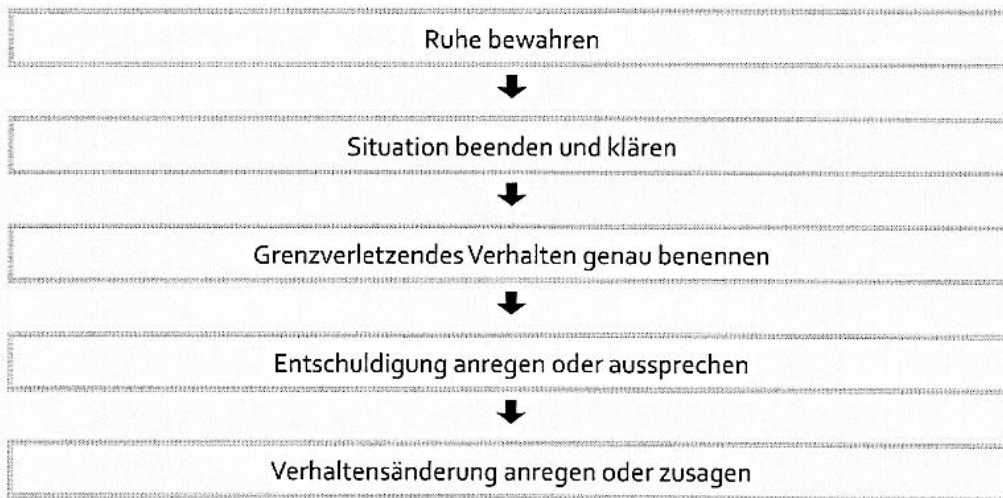 Ruhe bewahren
Situation beenden und klären
Grenzverletzendes Verhalten genau benennen
Entschuldigung anregen oder aussprechen
Verhaltensänderung anregen oder zusagen